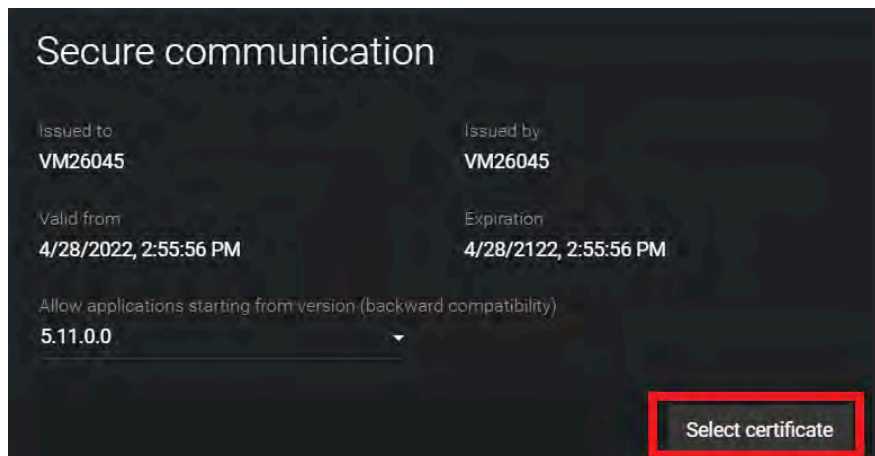 Secure communication
Issued to
Issued by
VM26045
VM26045
Valid from
Expiration
4/28/2022, 2:55:56 PM
4/28/2122, 2:55:56 PM
Allow applications starting from version (backward compatibility)
5.11.0.0
Select certificate